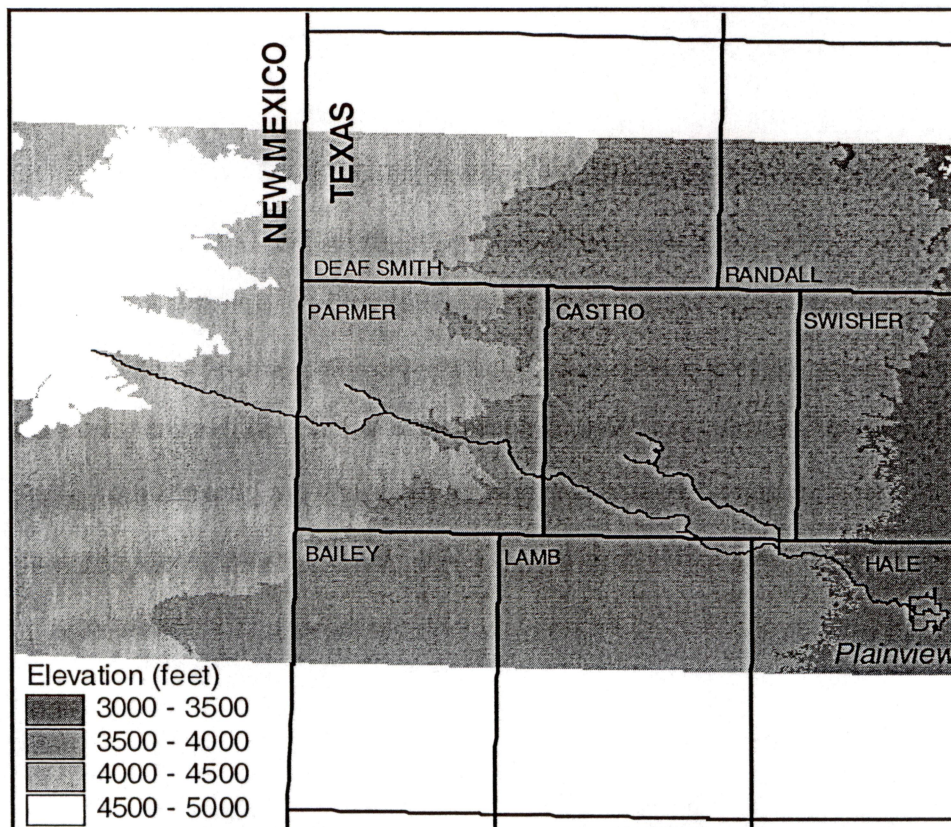 NEW MEXICO
TEXAS
DEAF SMITH
RANDALL
PARMER
CASTRO
SWISHER
BAILEY
LAMB
HALE
Plainview
Elevation (feet)
3000 - 3500
3500 - 4000
4000 - 4500
4500 - 5000